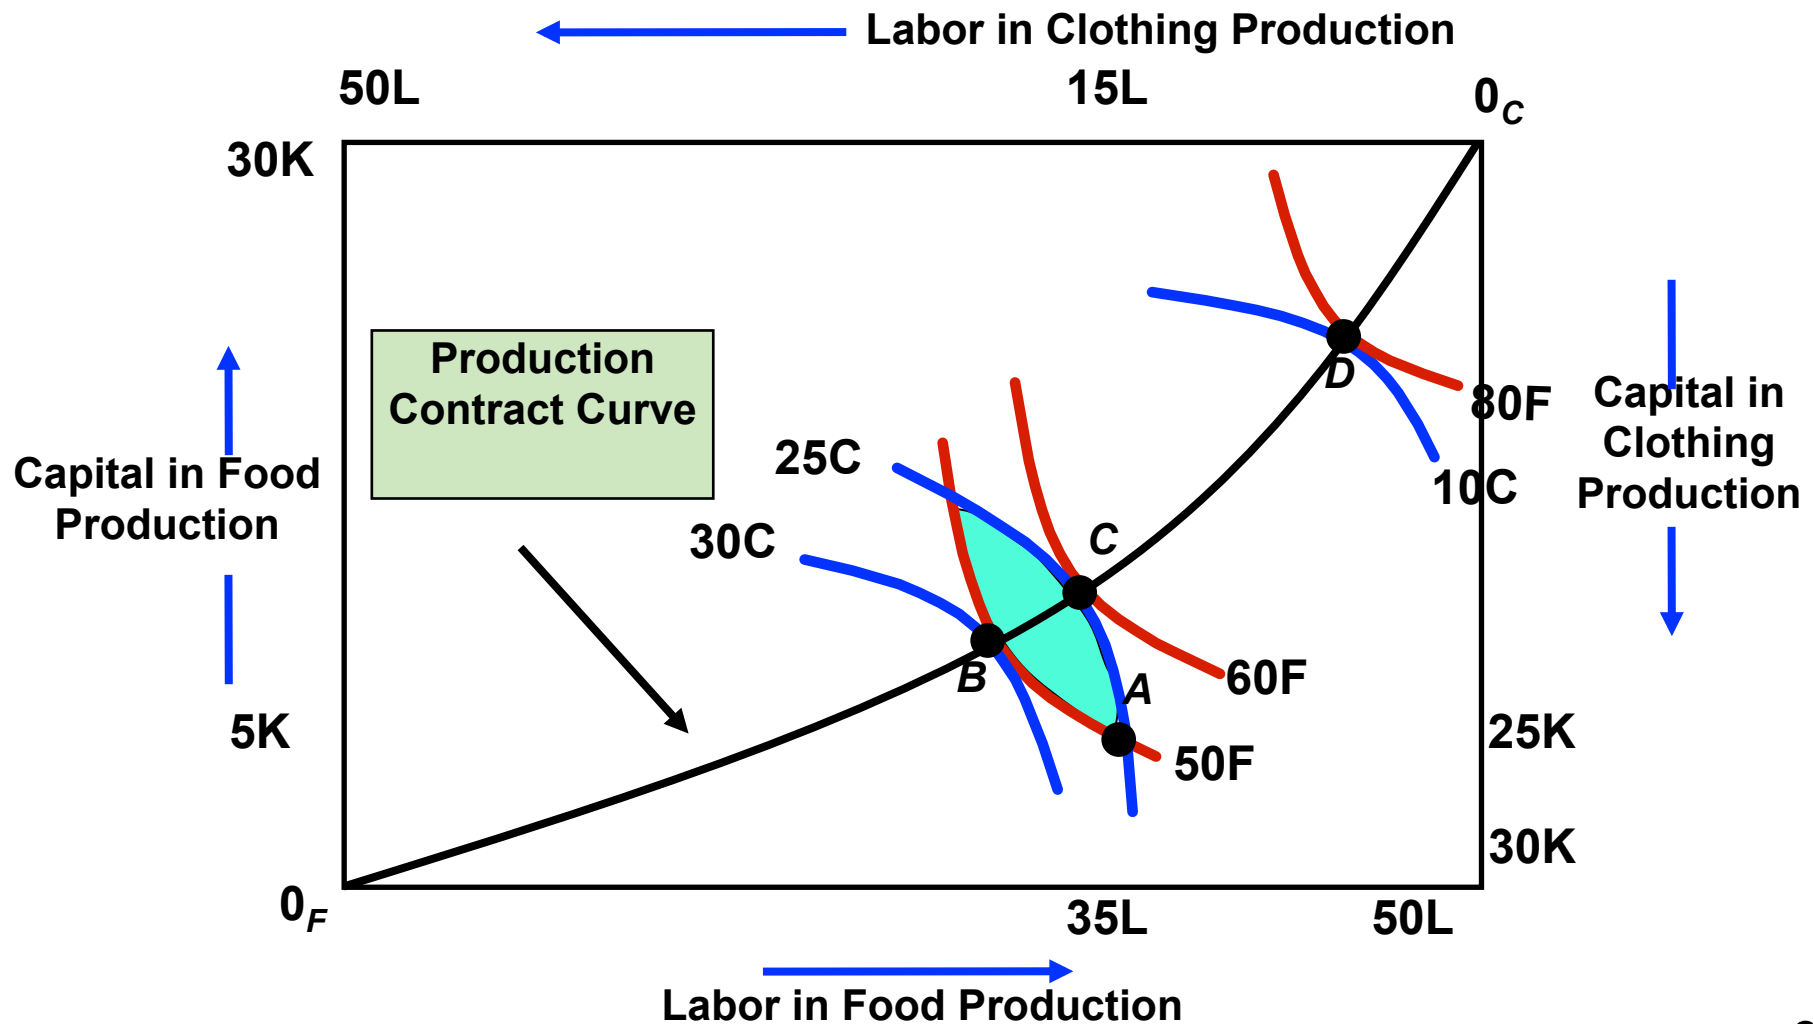 Labor in Clothing Production
50L
15L
0C
30K
Production
Contract Curve
80F
D
Capital in
Clothing
Production
25C
10C
Capital in Food
Production
30C
C
B
A
60F
5K
25K
50F
30K
0F
35L
50L
Labor in Food Production